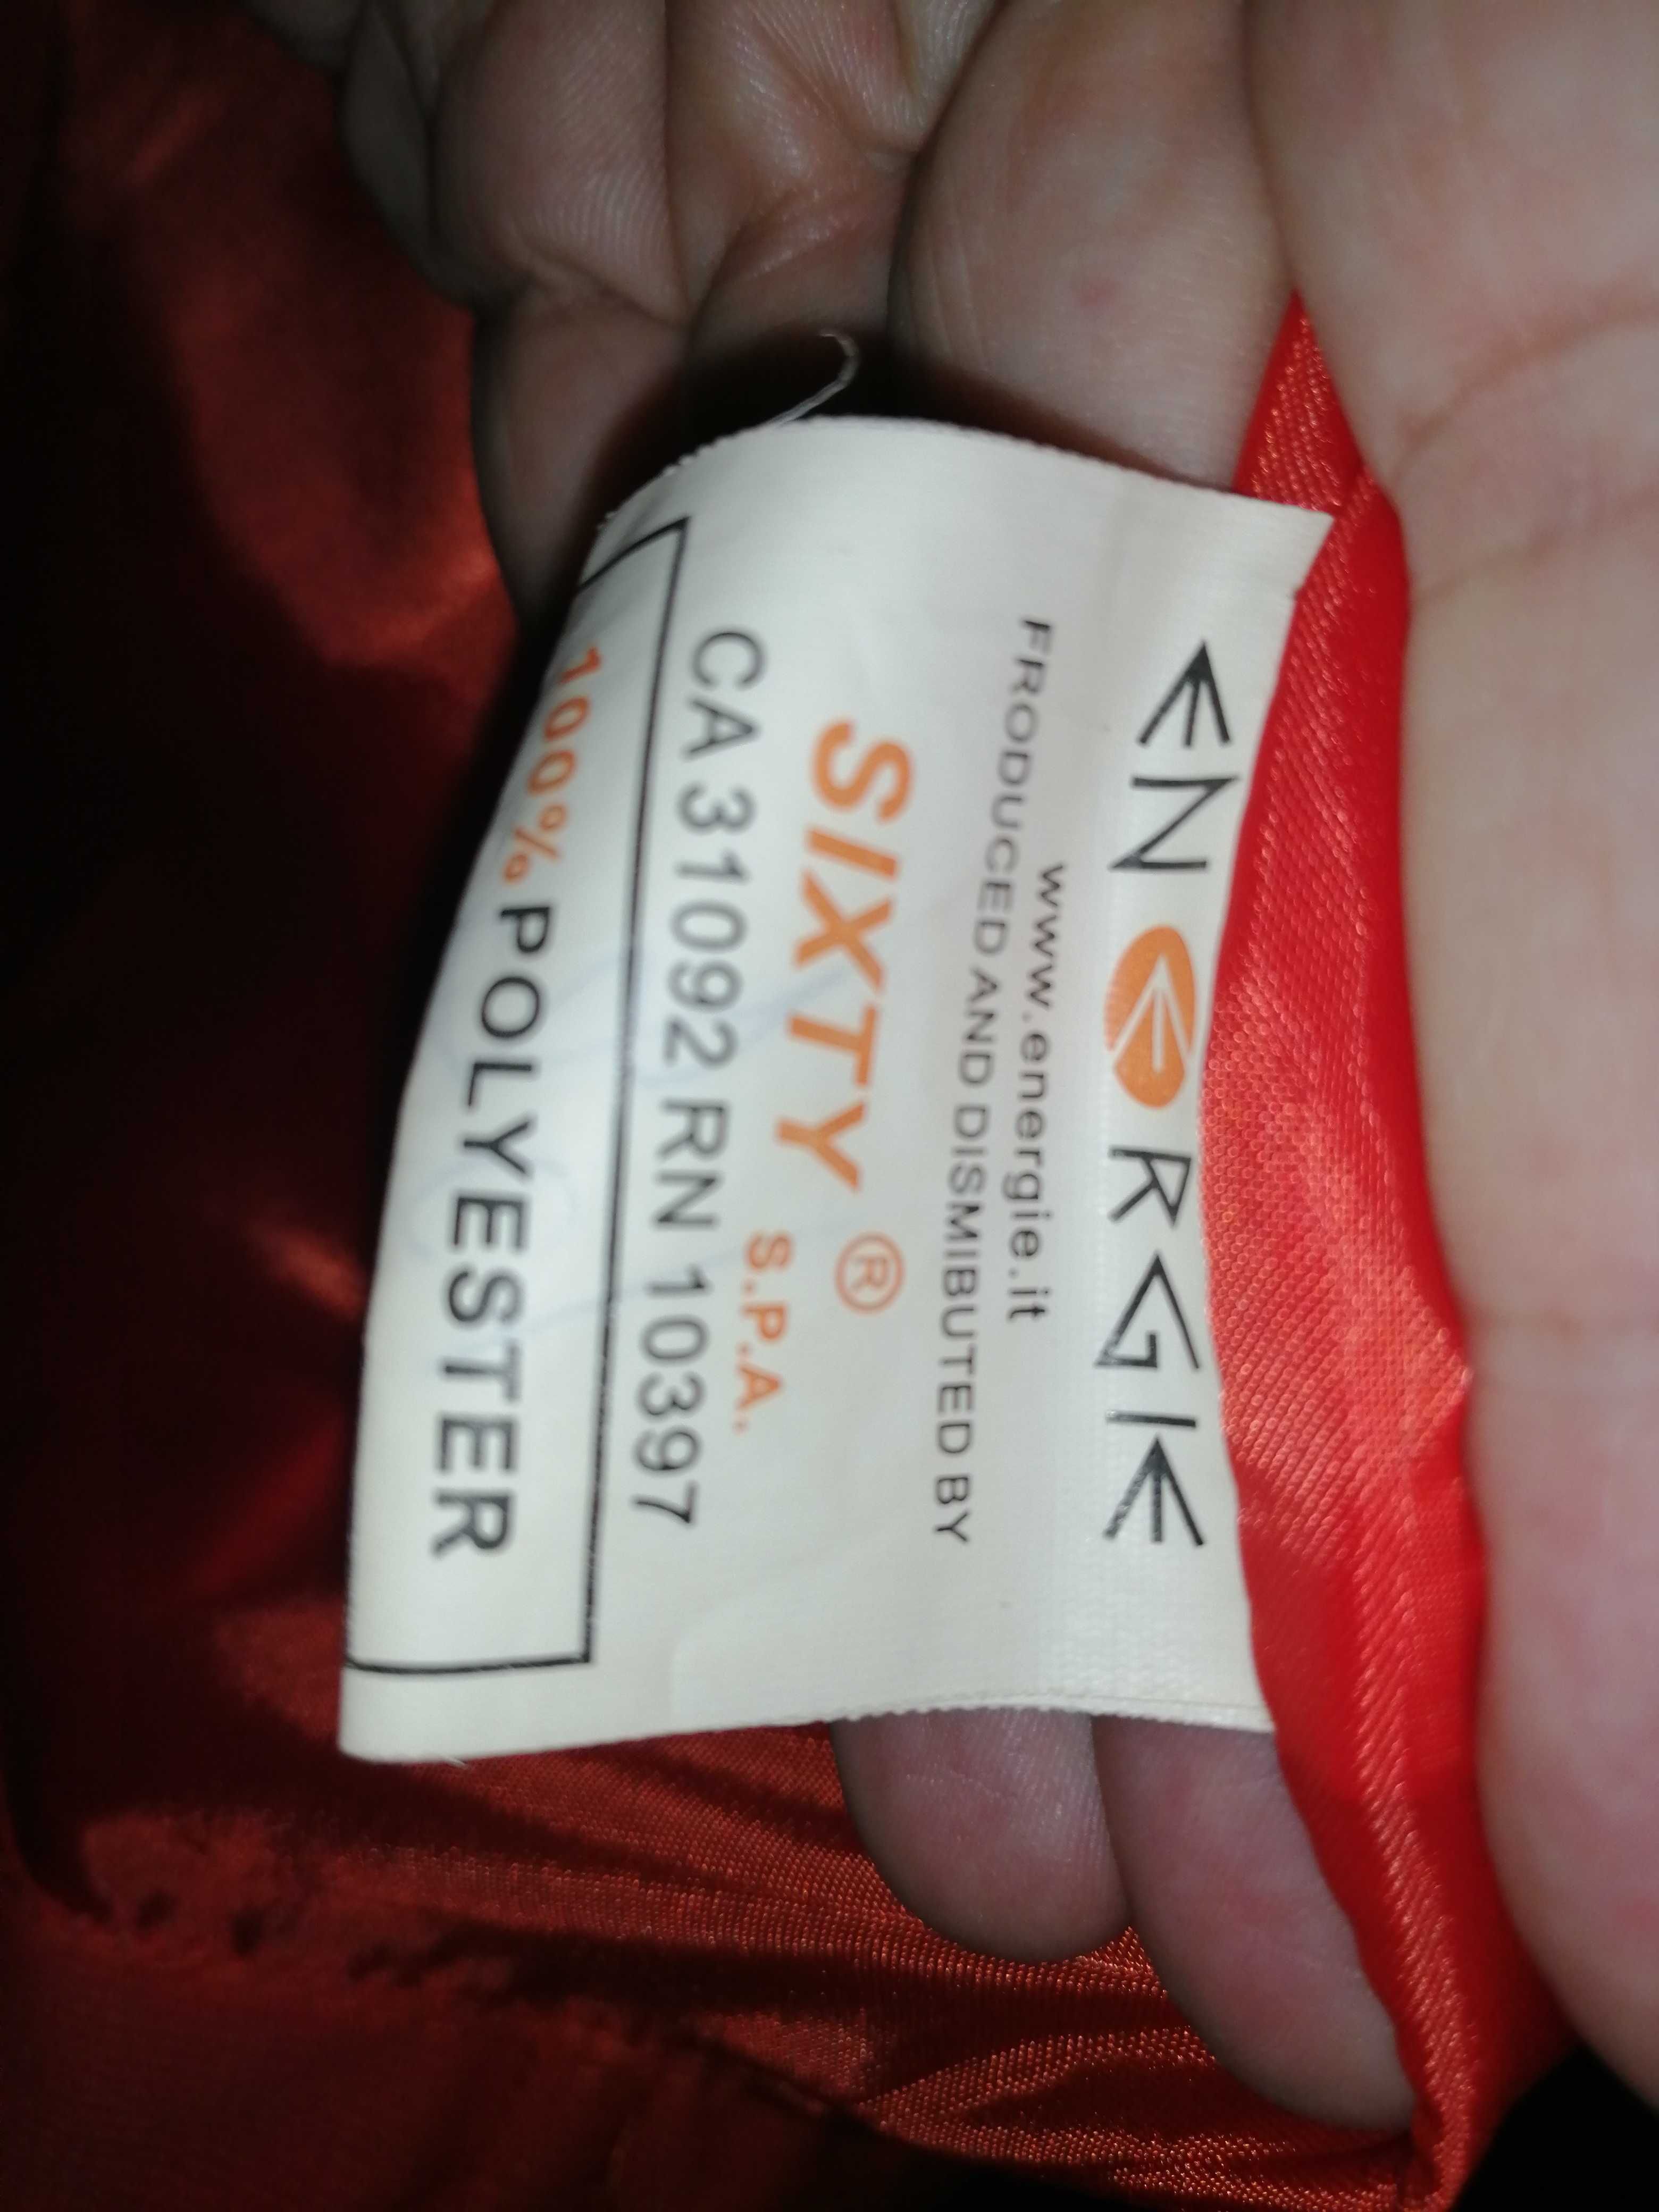 ENERGIE
www.energie.it
FRODUCED AND DISMIBUTED BY
SIXTY ®
S.P.A.
CA 31092 RN 10397
100% POLYESTER